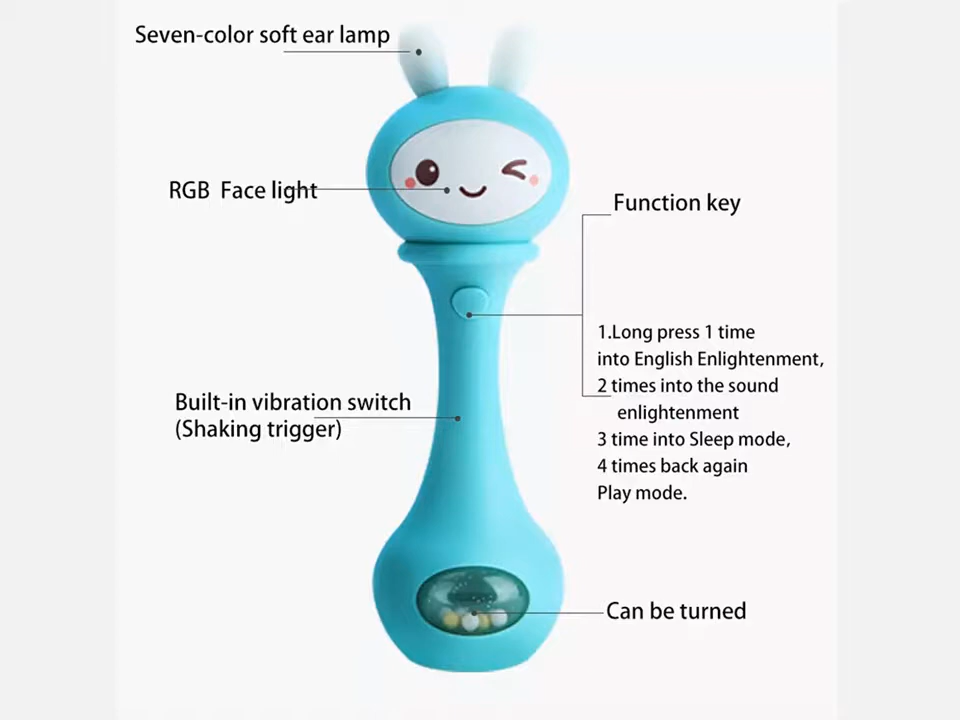 Seven-color soft ear lamp
RGB Face light
Function key
1.Long press 1 time
into English Enlightenment,
2 times into the sound
enlightenment
3 time into Sleep mode,
4 times back again
Play mode.
Built-in vibration switch
(Shaking trigger)
Can be turned